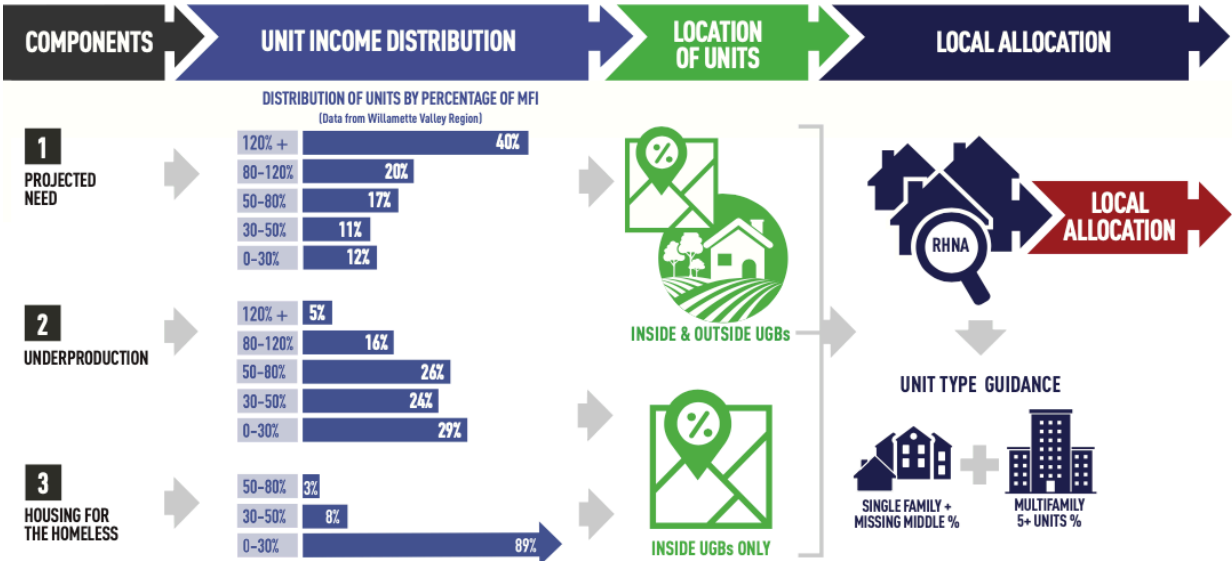 COMPONENTS
UNIT INCOME DISTRIBUTION
LOCATION
OF UNITS
LOCAL ALLOCATION
DISTRIBUTION OF UNITS BY PERCENTAGE OF MFI
(Data from Willamette Valley Region)
1
PROJECTED
NEED
120% + 40%
80-120% 20%
50-80% 17%
30-50% 11%
0-30% 12%
2
UNDERPRODUCTION
120% + 5%
80-120% 16%
50-80% 26%
30-50% 24%
0-30% 29%
3
HOUSING FOR
THE HOMELESS
50-80% 3%
30-50% 8%
0-30% 89%
%
INSIDE & OUTSIDE UGBs
%
INSIDE UGBs ONLY
RHNA
LOCAL
ALLOCATION
UNIT TYPE GUIDANCE
SINGLE FAMILY +
MISSING MIDDLE %
MULTIFAMILY
5+ UNITS %